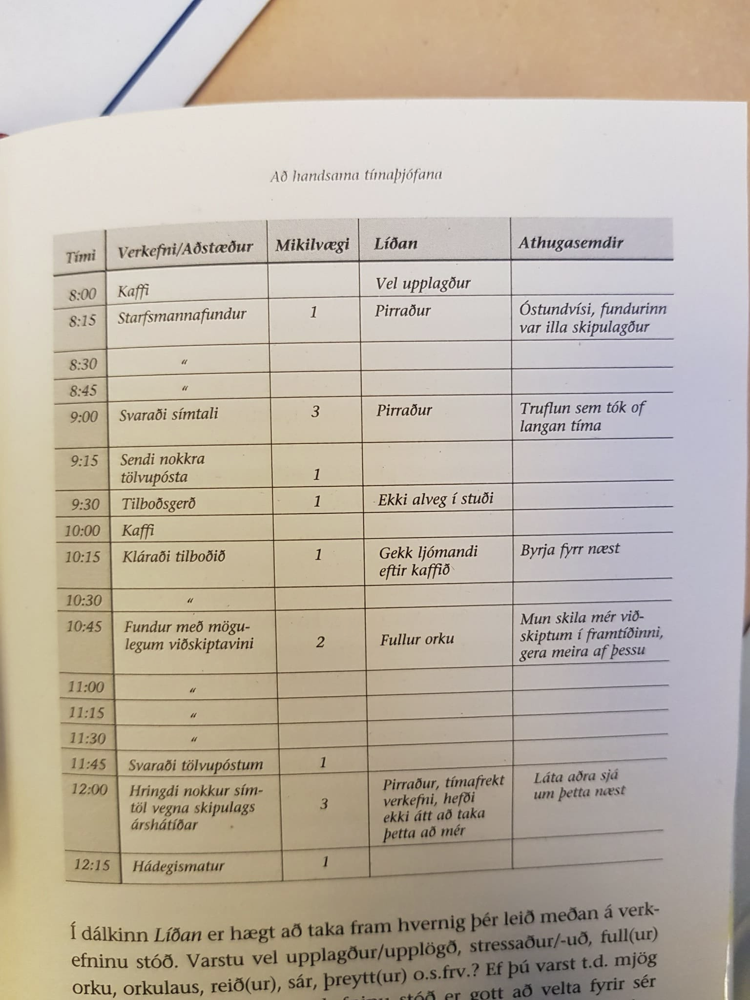 Að handsama tímaþjófana
Tími Verkefni/Aðstæður Mikilvægi Líðan Athugasemdir
8:00 Kaffi Vel upplagður
8:15 Starfsmannafundur 1 Pirraður Óstundvísi, fundurinn
var illa skipulagður
8:30 “
8:45 “
9:00 Svaraði símtali 3 Pirraður Truflun sem tók of
langan tíma
9:15 Sendi nokkra
tölvupósta 1
9:30 Tilboðsgerð 1 Ekki alveg í stuði
10:00 Kaffi
10:15 Kláraði tilboðið 1 Gekk ljómandi Byrja fyrr næst
eftir kaffið
10:30 “
10:45 Fundur með mögu- Mun skila mér við-
legum viðskiptavini 2 Fullur orku skiptum í framtíðinni,
gera meira af þessu
11:00 “
11:15 “
11:30 “
11:45 Svaraði tölvupóstum 1
12:00 Hringdi nokkur sím- Pirraður, tímafrekt Láta aðra sjá
töl vegna skipulags 3 verkefni, hefði um þetta næst
árshátíðar ekki átt að taka
þetta að mér
12:15 Hádegismatur 1
Í dálkinn Líðan er hægt að taka fram hvernig þér leið meðan á verk-
efninu stóð. Varstu vel upplagður/upplögð, stressaður/-uð, full(ur)
orku, orkulaus, reið(ur), sár, þreytt(ur) o.s.frv.? Ef þú varst t.d. mjög
stóð er gott að velta fyrir sér